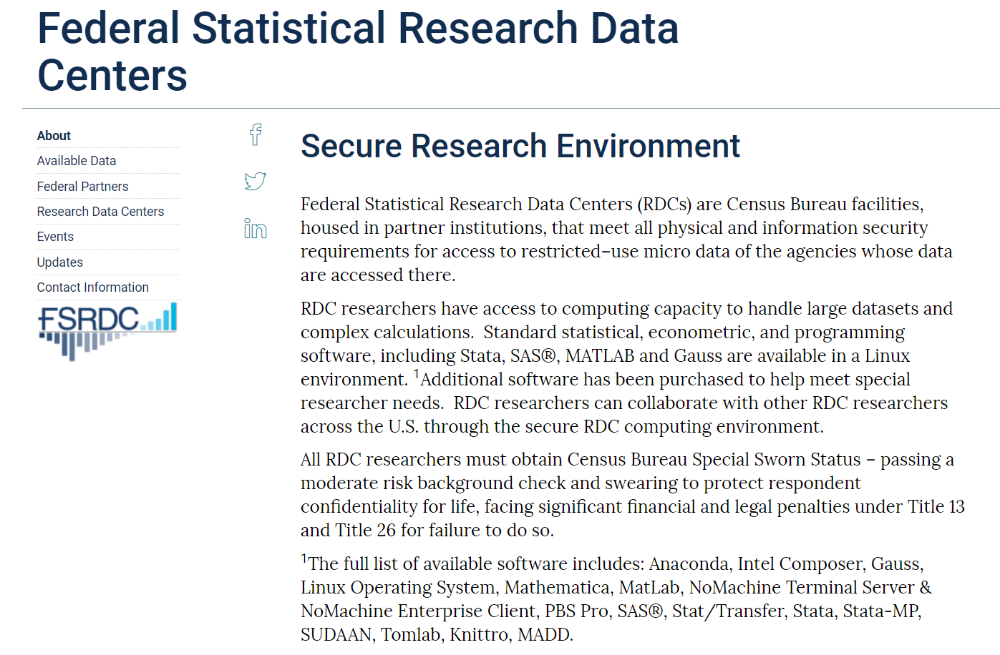 Federal Statistical Research Data
Centers
About
Available Data
Federal Partners
Research Data Centers
Events
Updates
Contact Information
FSRDC
in
Secure Research Environment
Federal Statistical Research Data Centers (RDCs) are Census Bureau facilities,
housed in partner institutions, that meet all physical and information security
requirements for access to restricted–use micro data of the agencies whose data
are accessed there.
RDC researchers have access to computing capacity to handle large datasets and
complex calculations.  Standard statistical, econometric, and programming
software, including Stata, SAS®, MATLAB and Gauss are available in a Linux
environment. ¹Additional software has been purchased to help meet special
researcher needs.  RDC researchers can collaborate with other RDC researchers
across the U.S. through the secure RDC computing environment.
All RDC researchers must obtain Census Bureau Special Sworn Status – passing a
moderate risk background check and swearing to protect respondent
confidentiality for life, facing significant financial and legal penalties under Title 13
and Title 26 for failure to do so.
¹The full list of available software includes: Anaconda, Intel Composer, Gauss,
Linux Operating System, Mathematica, MatLab, NoMachine Terminal Server &
NoMachine Enterprise Client, PBS Pro, SAS®, Stat/Transfer, Stata, Stata-MP,
SUDAAN, Tomlab, Knittro, MADD.